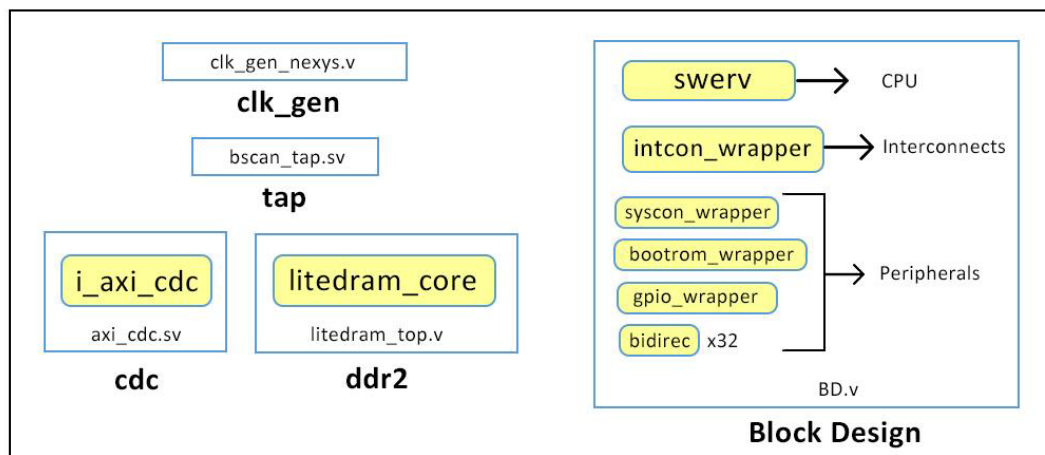 clk_gen_nexys.v
clk_gen
bscan_tap.sv
tap
i_axi_cdc
axi_cdc.sv
cdc
litedram_core
litedram_top.v
ddr2
swerv
CPU
intcon_wrapper
Interconnects
syscon_wrapper
bootrom_wrapper
gpio_wrapper
bidirec x32
Peripherals
BD.v
Block Design